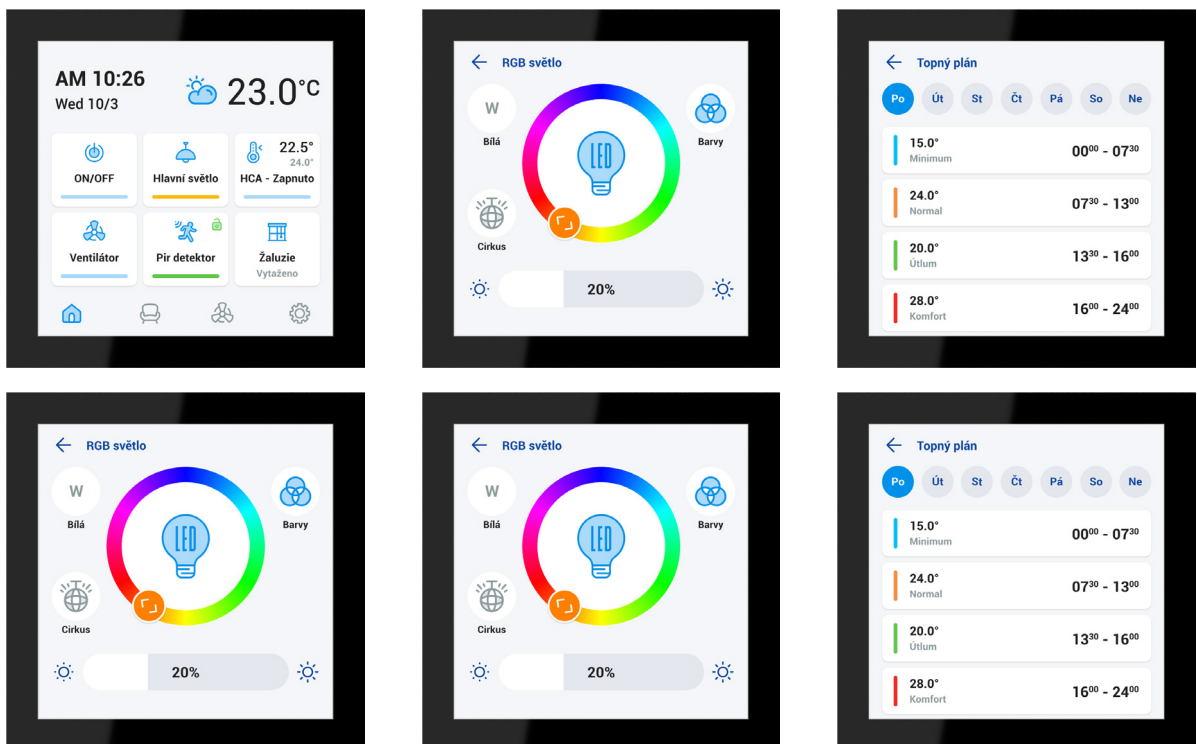 AM 10:26
Wed 10/3
23.0°C
ON/OFF
Hlavní světlo
22.5°
24.0°
HCA - Zapnuto
Ventilátor
Pir detektor
Žaluzie
Vytaženo
RGB světlo
W
Bílá
Barvy
LED
Cirkus
20%
Topný plán
Po Út St Čt Pá So Ne
15.0°
Minimum
00⁰⁰ - 07³⁰
24.0°
Normal
07³⁰ - 13⁰⁰
20.0°
Útlum
13³⁰ - 16⁰⁰
28.0°
Komfort
16⁰⁰ - 24⁰⁰
RGB světlo
W
Bílá
Barvy
LED
Cirkus
20%
RGB světlo
W
Bílá
Barvy
LED
Cirkus
20%
Topný plán
Po Út St Čt Pá So Ne
15.0°
Minimum
00⁰⁰ - 07³⁰
24.0°
Normal
07³⁰ - 13⁰⁰
20.0°
Útlum
13³⁰ - 16⁰⁰
28.0°
Komfort
16⁰⁰ - 24⁰⁰